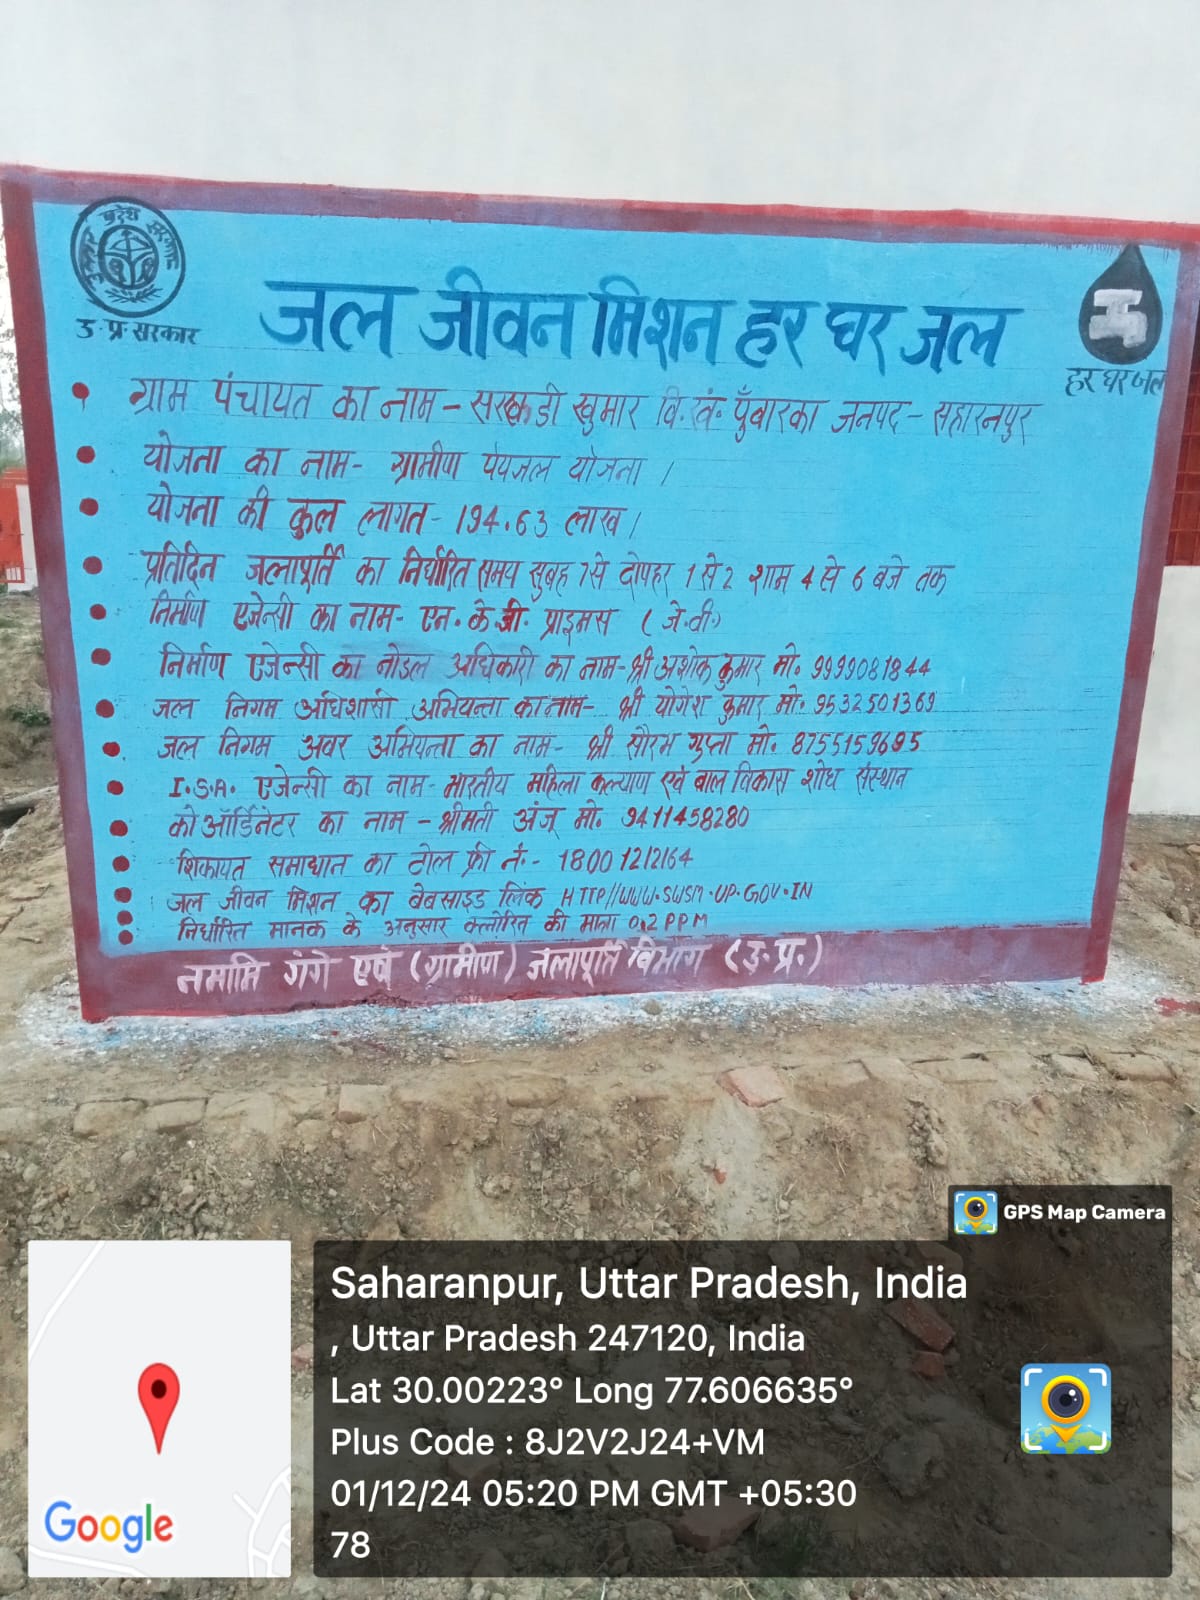 उत्तर प्रदेश सरकार
उ॰प्र॰सरकार
जल जीवन मिशन हर घर जल
हर घर जल
• ग्राम पंचायत का नाम – सरकडी खुमार वि.खं. पुँवारका जनपद – सहारनपुर
• योजना का नाम – ग्रामीण पेयजल योजना ।
• योजना की कुल लागत – 194.63 लाख ।
• प्रतिदिन जलापूर्ति का निर्धारित समय सुबह 7 से दोपहर 1 से 2 शाम 4 से 6 बजे तक
• निर्माण एजेन्सी का नाम - एन॰ के॰ जी॰ प्राइमस ( जे॰वी॰)
• निर्माण एजेन्सी का नोडल अधिकारी का नाम - श्री अशोक कुमार मो॰ 9999081844
• जल निगम अधिशासी अभियन्ता का नाम - श्री योगेश कुमार मो॰ 9532501369
• जल निगम अवर अभियन्ता का नाम - श्री सौरभ गुप्ता मो॰ 8755159695
• I.S.A. एजेन्सी का नाम - भारतीय महिला कल्याण एवं बाल विकास शोध संस्थान
• को ऑर्डिनेटर का नाम – श्रीमती अंजू मो॰ 9411458280
• शिकायत समाधान का टोल फ्री नं.- 1800 1212164
• जल जीवन मिशन का बेबसाइड लिंक HTTP//WWW.SWSM.UP.GOV.IN
• निर्धारित मानक के अनुसार क्लोरिन की मात्रा 0.2 PPM
नमामि गंगे एवं (ग्रामीण) जलापूर्ति विभाग (उ.प्र.)
GPS Map Camera
Saharanpur, Uttar Pradesh, India
, Uttar Pradesh 247120, India
Lat 30.00223° Long 77.606635°
Plus Code : 8J2V2J24+VM
01/12/24 05:20 PM GMT +05:30
78
Google